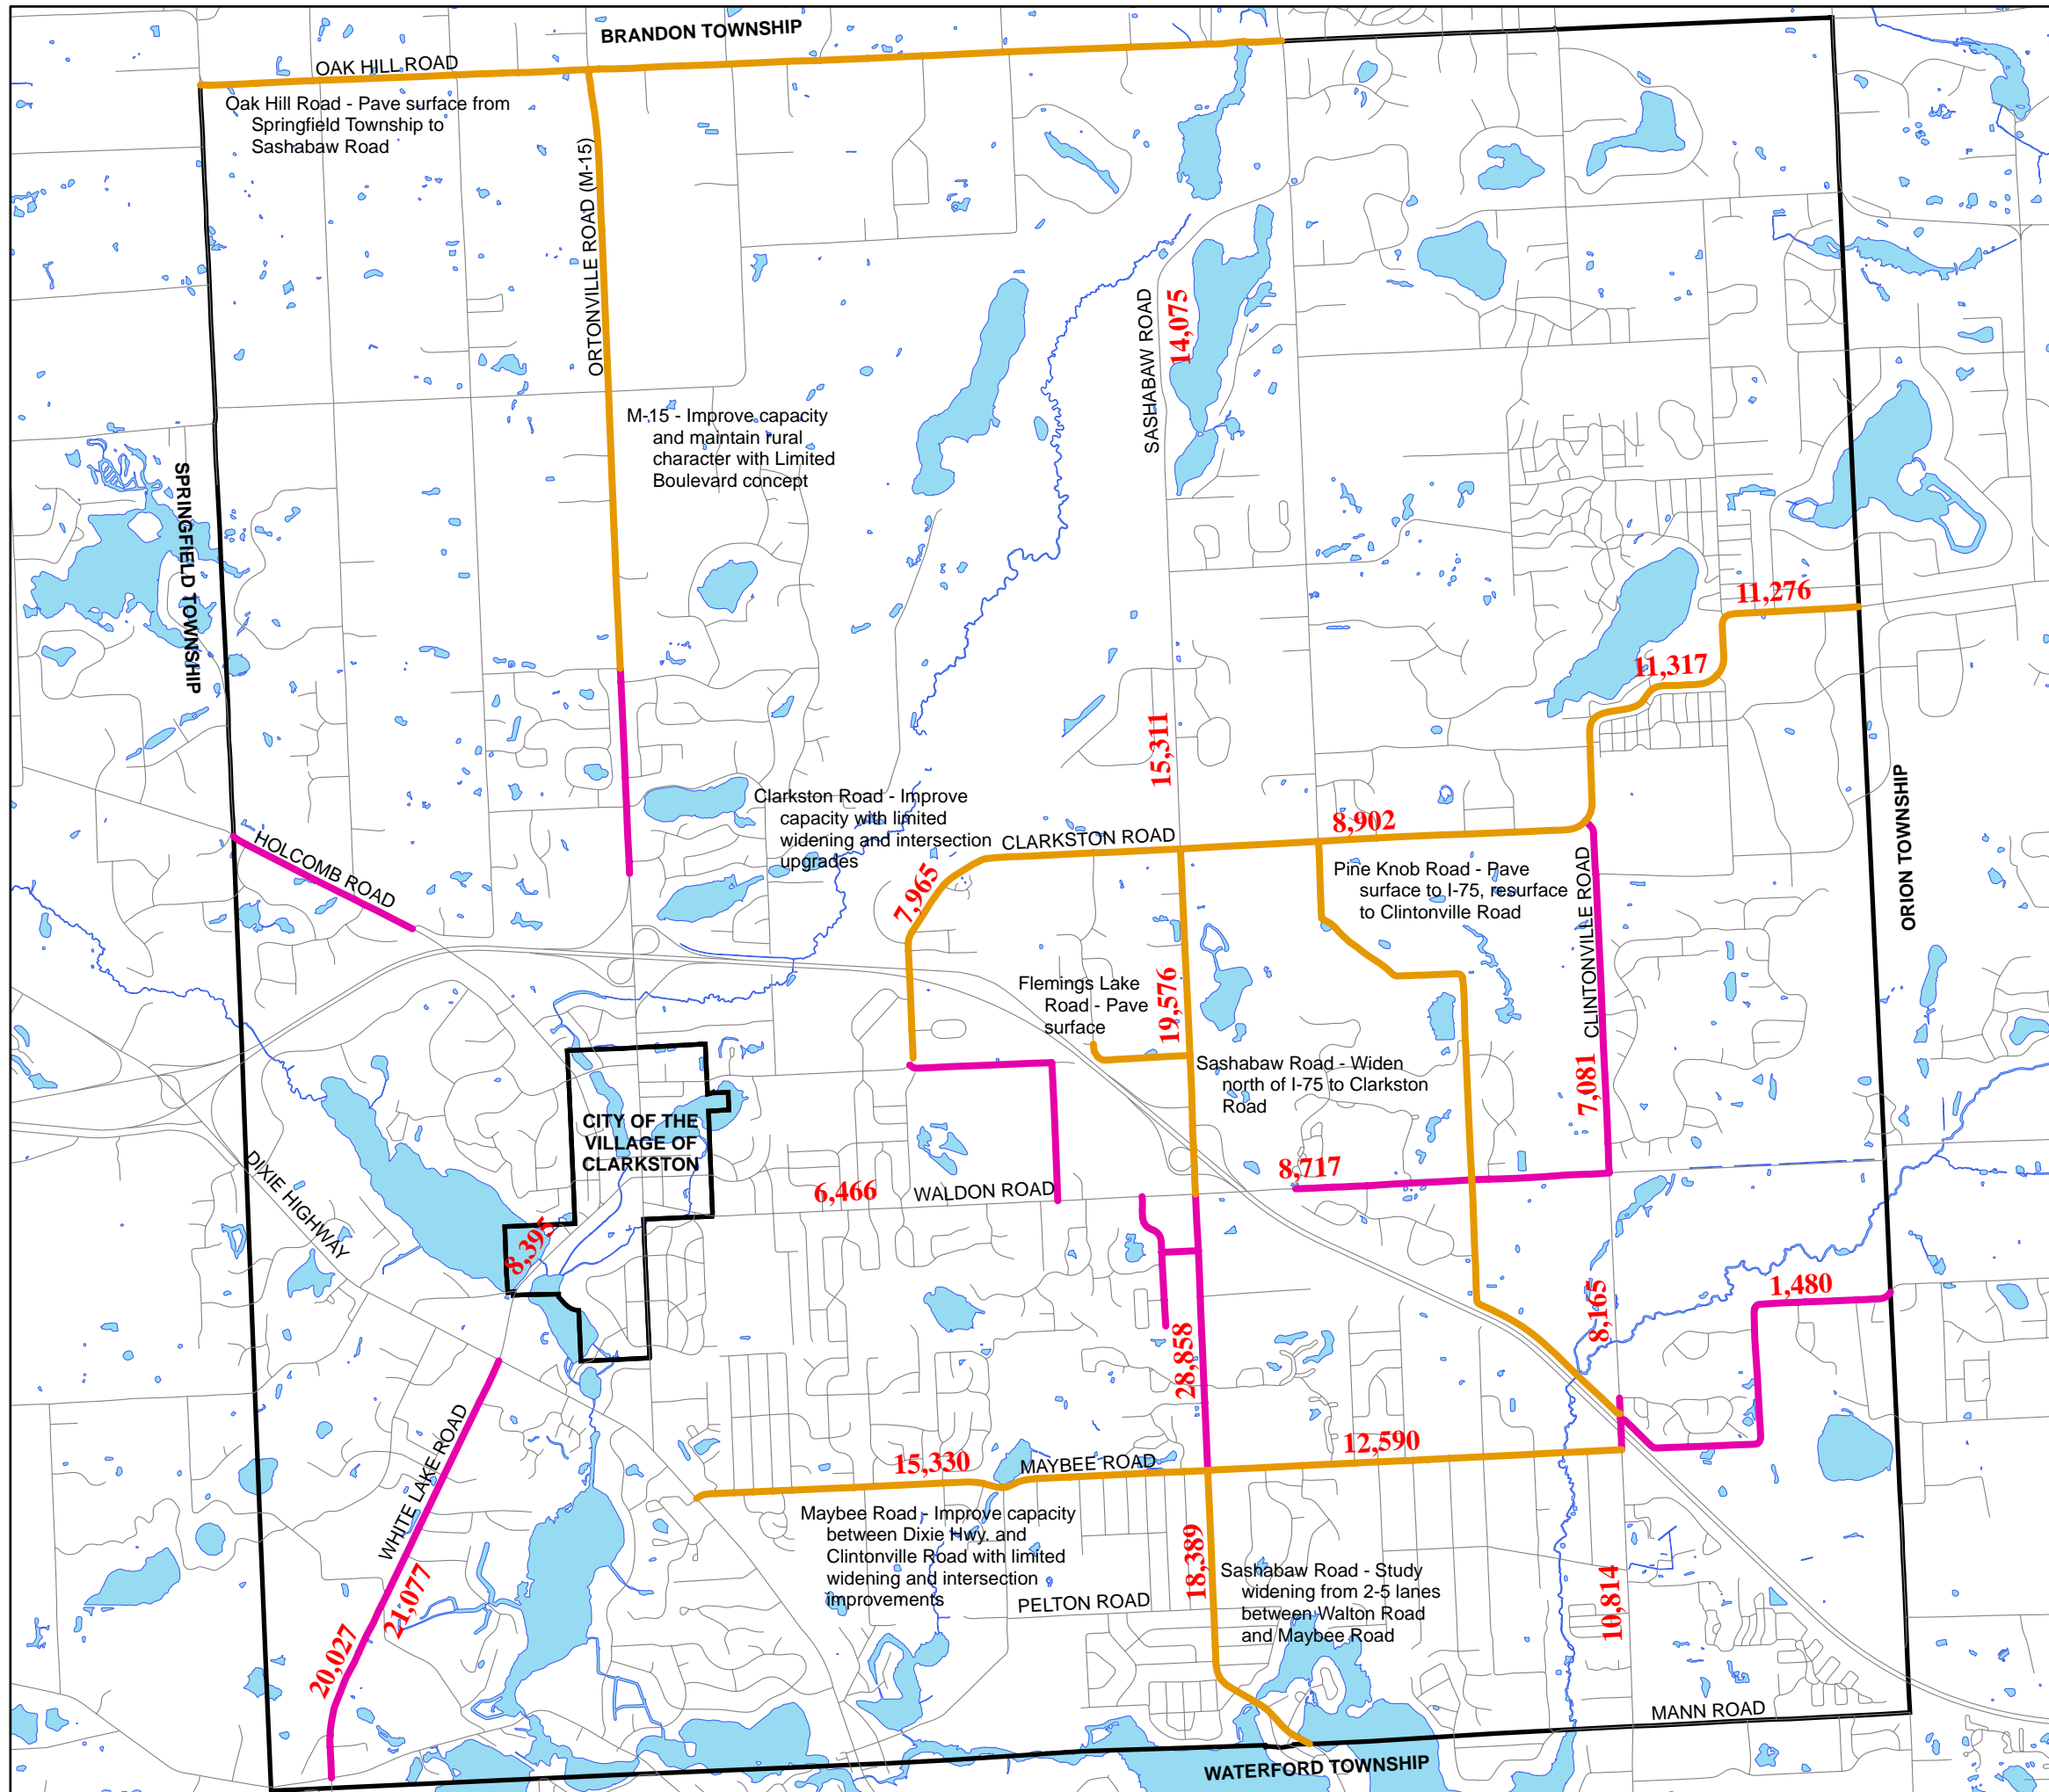 BRANDON TOWNSHIP
OAK HILL ROAD
Oak Hill Road - Pave surface from
Springfield Township to
Sashabaw Road
ORTONVILLE ROAD (M-15)
SASHABAW ROAD
14,075
M-15 - Improve capacity
and maintain rural
character with Limited
Boulevard concept
SPRINGFIELD TOWNSHIP
11,276
11,317
15,311
ORION TOWNSHIP
Clarkston Road - Improve
capacity with limited
widening and intersection
upgrades
CLARKSTON ROAD
8,902
HOLCOMB ROAD
7,965
Pine Knob Road - Pave
surface to I-75, resurface
to Clintonville Road
CLINTONVILLE ROAD
Flemings Lake
Road - Pave
surface
19,576
Sashabaw Road - Widen
north of I-75 to Clarkston
Road
7,081
CITY OF THE
VILLAGE OF
CLARKSTON
DIXIE HIGHWAY
6,466
WALDON ROAD
8,717
8,395
8,165
1,480
28,858
WHITE LAKE ROAD
15,330
MAYBEE ROAD
12,590
Maybee Road - Improve capacity
between Dixie Hwy. and
Clintonville Road with limited
widening and intersection
improvements
PELTON ROAD
18,389
Sashabaw Road - Study
widening from 2-5 lanes
between Walton Road
and Maybee Road
10,814
21,077
20,027
MANN ROAD
WATERFORD TOWNSHIP